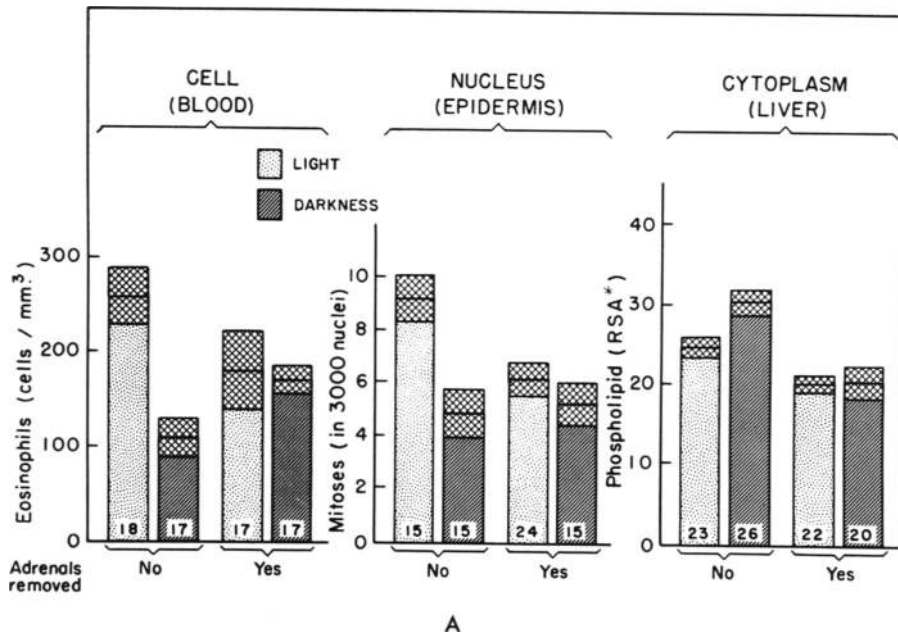 CELL
(BLOOD)
NUCLEUS
(EPIDERMIS)
CYTOPLASM
(LIVER)
LIGHT
DARKNESS
Eosinophils (cells / mm.³)
300
200
100
0
18 17 17 17
Mitoses (in 3000 nuclei)
10
8
6
4
2
0
15 15 24 15
Phospholipid (RSA*)
40
30
20
10
0
23 26 22 20
Adrenals
removed
No Yes No Yes No Yes
A